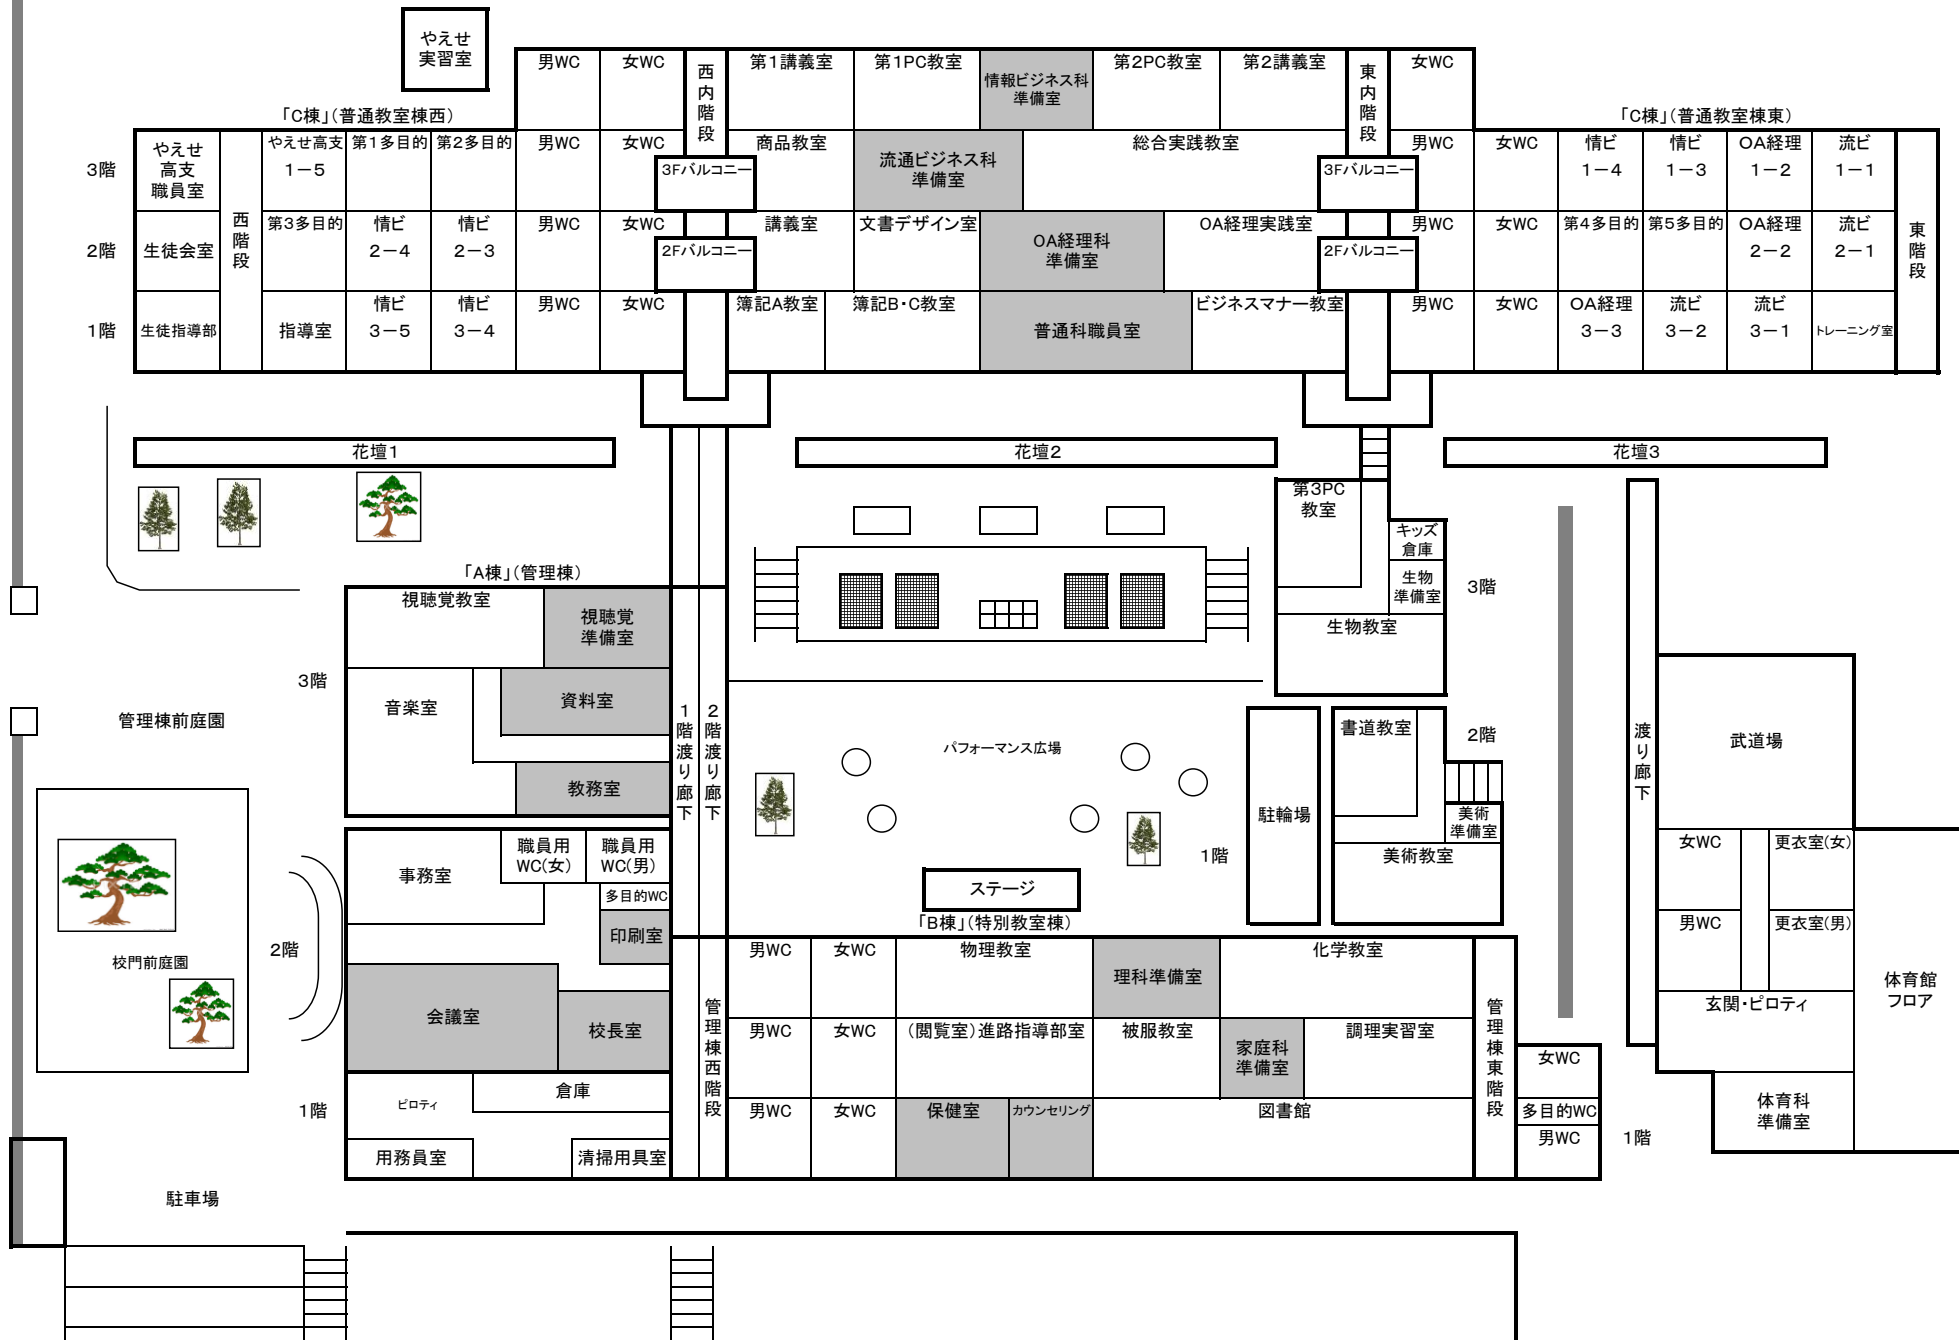 やえせ
実習室
男WC
女WC
西内階段
第1講義室
第1PC教室
情報ビジネス科
準備室
第2PC教室
第2講義室
東内階段
女WC
「C棟」(普通教室棟西)
「C棟」(普通教室棟東)
3階
やえせ
高支
職員室
西階段
やえせ高支
1－5
第1多目的
第2多目的
男WC
女WC
3Fバルコニー
商品教室
流通ビジネス科
準備室
総合実践教室
3Fバルコニー
男WC
女WC
情ビ
1－4
情ビ
1－3
OA経理
1－2
流ビ
1－1
東階段
2階
生徒会室
第3多目的
情ビ
2－4
情ビ
2－3
男WC
女WC
2Fバルコニー
講義室
文書デザイン室
OA経理科
準備室
OA経理実践室
2Fバルコニー
男WC
女WC
第4多目的
第5多目的
OA経理
2－2
流ビ
2－1
1階
生徒指導部
指導室
情ビ
3－5
情ビ
3－4
男WC
女WC
簿記A教室
簿記B・C教室
普通科職員室
ビジネスマナー教室
男WC
女WC
OA経理
3－3
流ビ
3－2
流ビ
3－1
トレーニング室
花壇1
花壇2
花壇3
第3PC
教室
キッズ
倉庫
生物
準備室
3階
生物教室
「A棟」(管理棟)
視聴覚教室
視聴覚
準備室
3階
音楽室
資料室
教務室
1階渡り廊下
2階渡り廊下
管理棟前庭園
パフォーマンス広場
駐輪場
書道教室
2階
美術
準備室
1階
美術教室
渡り廊下
武道場
女WC
更衣室(女)
男WC
更衣室(男)
玄関・ピロティ
体育館
フロア
体育科
準備室
事務室
職員用
WC(女)
職員用
WC(男)
多目的WC
印刷室
2階
会議室
校長室
校門前庭園
ステージ
「B棟」(特別教室棟)
管理棟西階段
男WC
女WC
物理教室
理科準備室
化学教室
管理棟東階段
男WC
女WC
(閲覧室)進路指導部室
被服教室
家庭科
準備室
調理実習室
女WC
1階
ピロティ
倉庫
用務員室
清掃用具室
男WC
女WC
保健室
カウンセリング
図書館
多目的WC
男WC
1階
駐車場